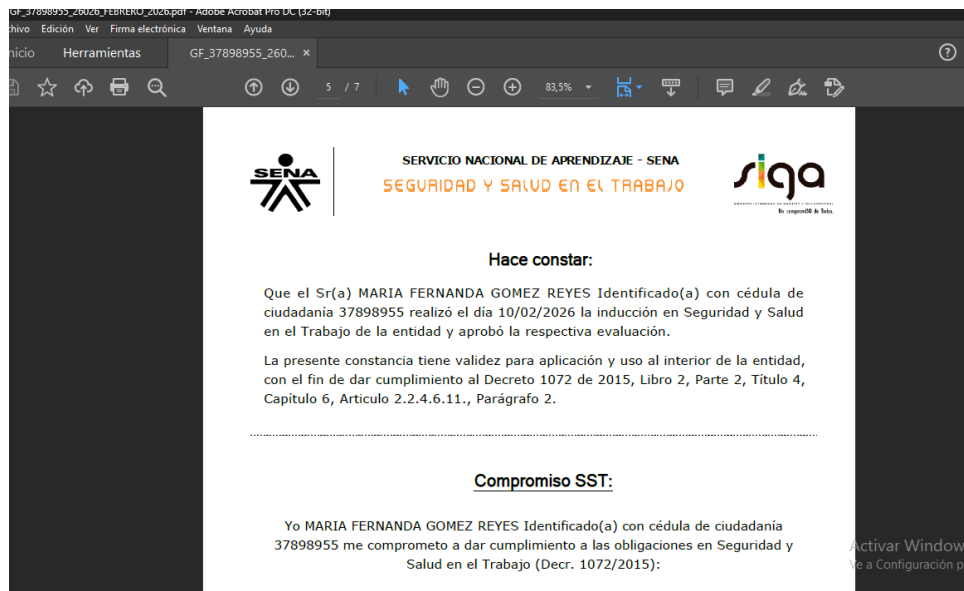 GF_37898955_26026_FEBRERO_2026.pdf - Adobe Acrobat Pro DC (32-bit)
chivo Edición Ver Firma electrónica Ventana Ayuda
nicio Herramientas GF_37898955_260... ×
5 / 7 83,5%
SENA
SERVICIO NACIONAL DE APRENDIZAJE - SENA
SEGURIDAD Y SALUD EN EL TRABAJO
siga
Un compromiSO de Todos.
Hace constar:
Que el Sr(a) MARIA FERNANDA GOMEZ REYES Identificado(a) con cédula de
ciudadanía 37898955 realizó el día 10/02/2026 la inducción en Seguridad y Salud
en el Trabajo de la entidad y aprobó la respectiva evaluación.
La presente constancia tiene validez para aplicación y uso al interior de la entidad,
con el fin de dar cumplimiento al Decreto 1072 de 2015, Libro 2, Parte 2, Título 4,
Capítulo 6, Articulo 2.2.4.6.11., Parágrafo 2.
Compromiso SST:
Yo MARIA FERNANDA GOMEZ REYES Identificado(a) con cédula de ciudadanía
37898955 me comprometo a dar cumplimiento a las obligaciones en Seguridad y
Salud en el Trabajo (Decr. 1072/2015):
Activar Window
Ve a Configuración p